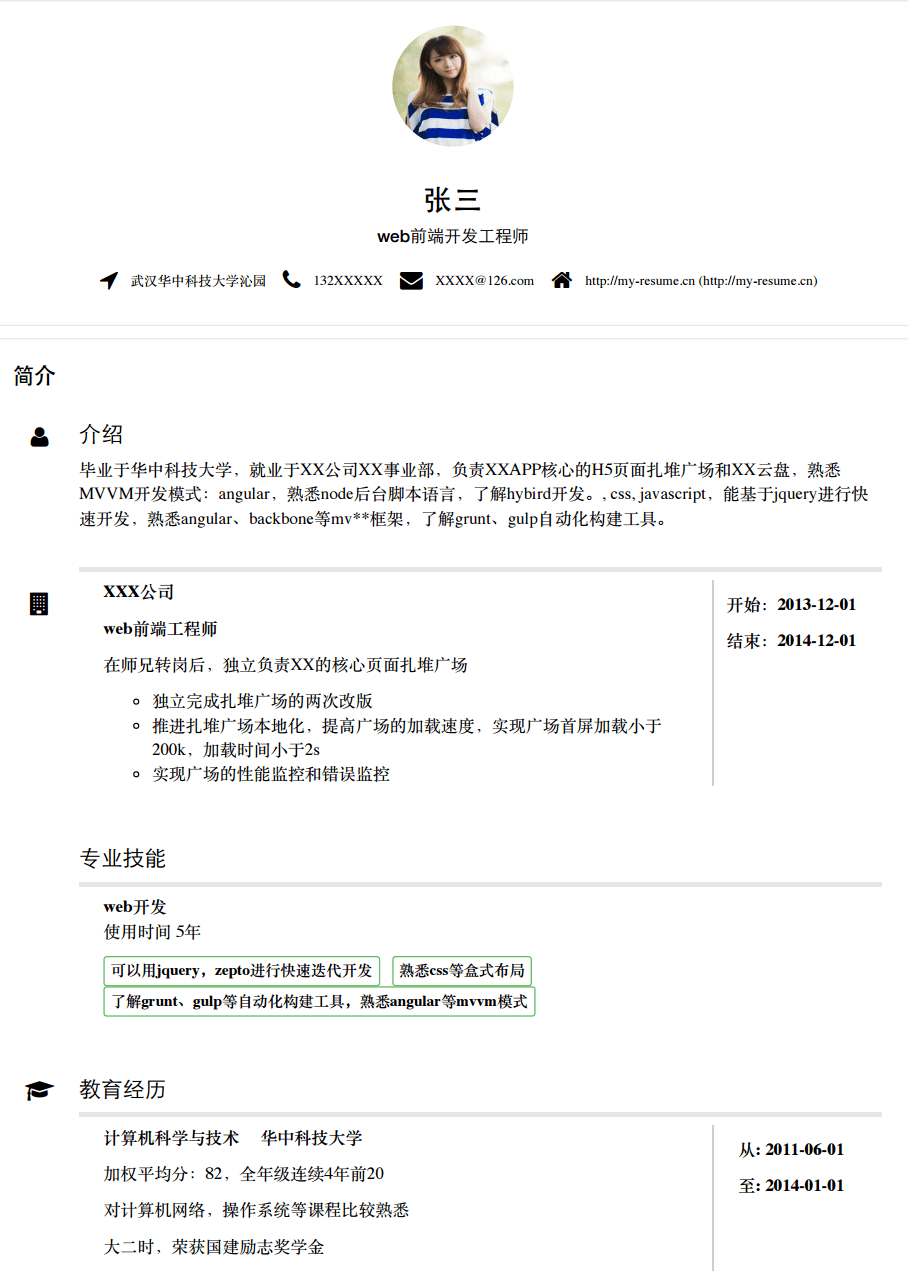 张三
web前端开发工程师
武汉华中科技大学沁园 132XXXXX XXXX@126.com http://my-resume.cn (http://my-resume.cn)
简介
介绍
毕业于华中科技大学，就业于XX公司XX事业部，负责XXAPP核心的H5页面扎堆广场和XX云盘，熟悉
MVVM开发模式：angular，熟悉node后台脚本语言，了解hybird开发。, css, javascript，能基于jquery进行快
速开发，熟悉angular、backbone等mv**框架，了解grunt、gulp自动化构建工具。
XXX公司
开始：2013-12-01
web前端工程师
结束：2014-12-01
在师兄转岗后，独立负责XX的核心页面扎堆广场
独立完成扎堆广场的两次改版
推进扎堆广场本地化，提高广场的加载速度，实现广场首屏加载小于
200k，加载时间小于2s
实现广场的性能监控和错误监控
专业技能
web开发
使用时间 5年
可以用jquery，zepto进行快速迭代开发 熟悉css等盒式布局
了解grunt、gulp等自动化构建工具，熟悉angular等mvvm模式
教育经历
计算机科学与技术 华中科技大学
从: 2011-06-01
加权平均分：82，全年级连续4年前20
至: 2014-01-01
对计算机网络，操作系统等课程比较熟悉
大二时，荣获国建励志奖学金